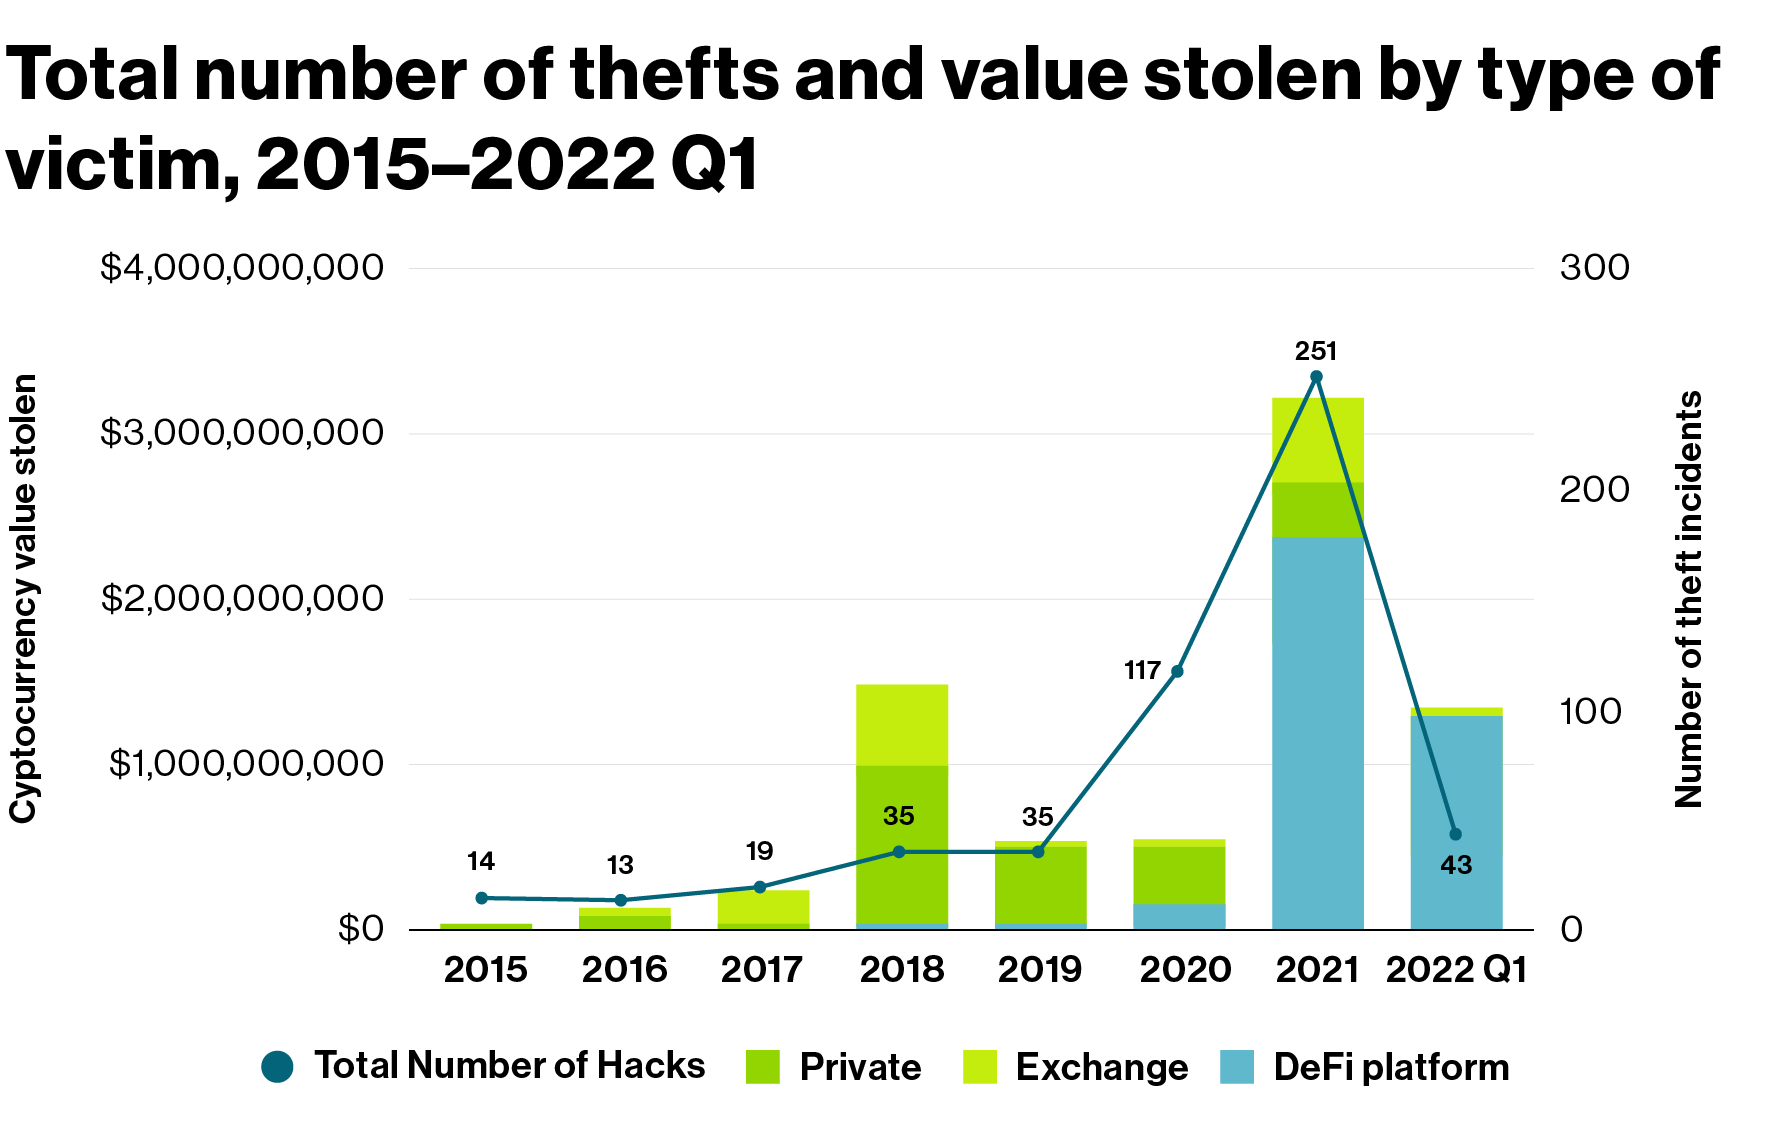 Total number of thefts and value stolen by type of
victim, 2015–2022 Q1
Cyptocurrency value stolen
$4,000,000,000
$3,000,000,000
$2,000,000,000
$1,000,000,000
$0
300
200
100
0
Number of theft incidents
14
13
19
35
35
117
251
43
2015
2016
2017
2018
2019
2020
2021
2022 Q1
Total Number of Hacks
Private
Exchange
DeFi platform